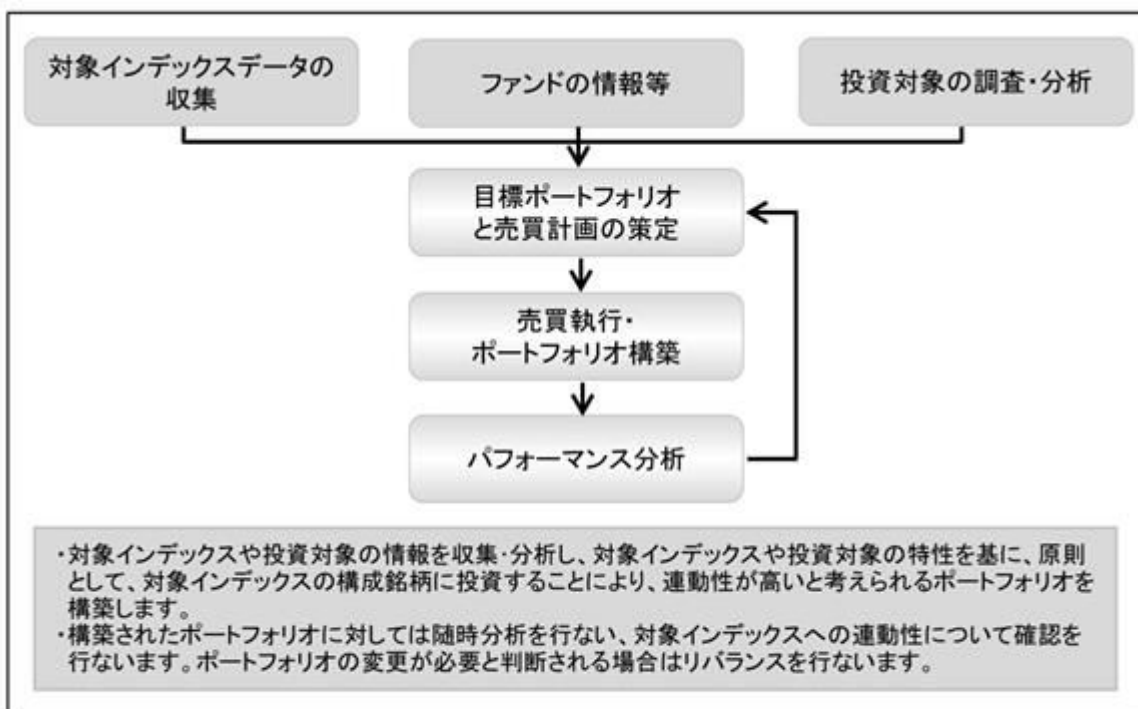 対象インデックスデータの
収集
ファンドの情報等
投資対象の調査・分析
目標ポートフォリオ
と売買計画の策定
売買執行・
ポートフォリオ構築
パフォーマンス分析
・対象インデックスや投資対象の情報を収集・分析し、対象インデックスや投資対象の特性を基に、原則
として、対象インデックスの構成銘柄に投資することにより、連動性が高いと考えられるポートフォリオを
構築します。
・構築されたポートフォリオに対しては随時分析を行ない、対象インデックスへの連動性について確認を
行ないます。ポートフォリオの変更が必要と判断される場合はリバランスを行ないます。